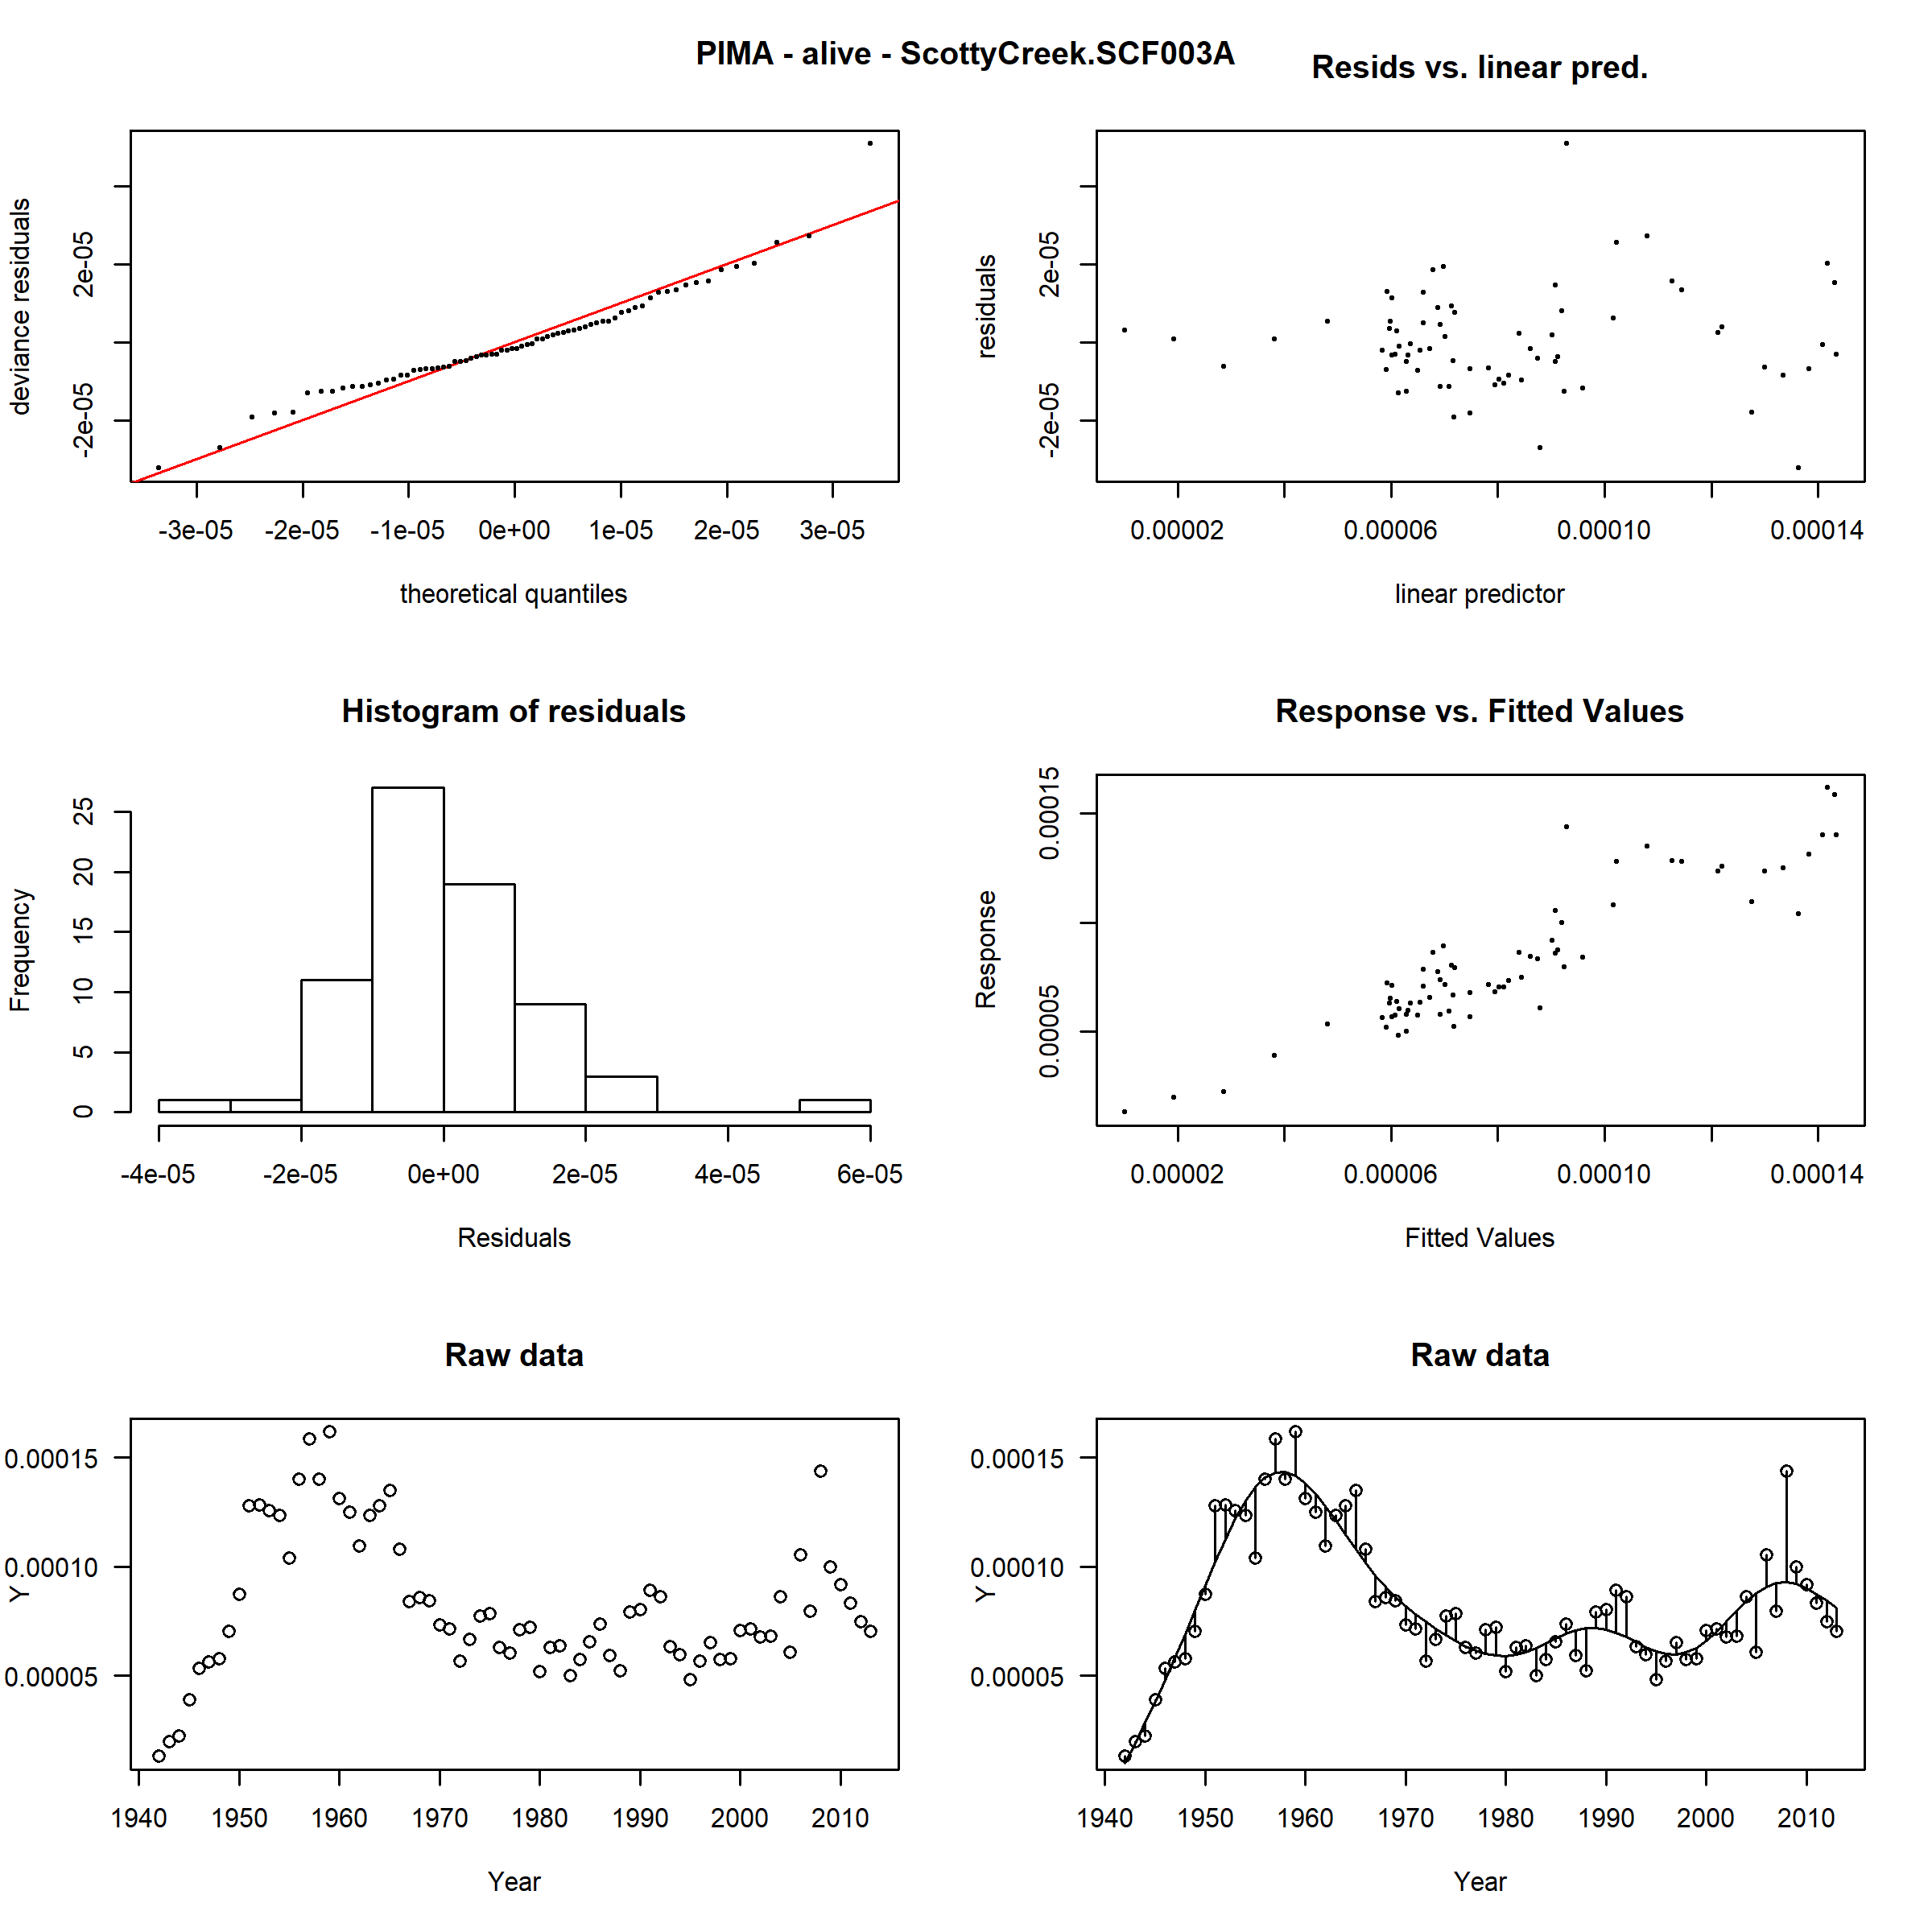 PIMA - alive - ScottyCreek.SCF003A
Resids vs. linear pred.
deviance residuals
-2e-05 2e-05
-3e-05 -2e-05 -1e-05 0e+00 1e-05 2e-05 3e-05
theoretical quantiles
residuals
-2e-05 2e-05
0.00002 0.00006 0.00010 0.00014
linear predictor
Histogram of residuals
Frequency
0 5 10 15 20 25
-4e-05 -2e-05 0e+00 2e-05 4e-05 6e-05
Residuals
Response vs. Fitted Values
Response
0.00005 0.00015
0.00002 0.00006 0.00010 0.00014
Fitted Values
Raw data
Y
0.00015
0.00010
0.00005
1940 1950 1960 1970 1980 1990 2000 2010
Year
Raw data
Y
0.00015
0.00010
0.00005
1940 1950 1960 1970 1980 1990 2000 2010
Year